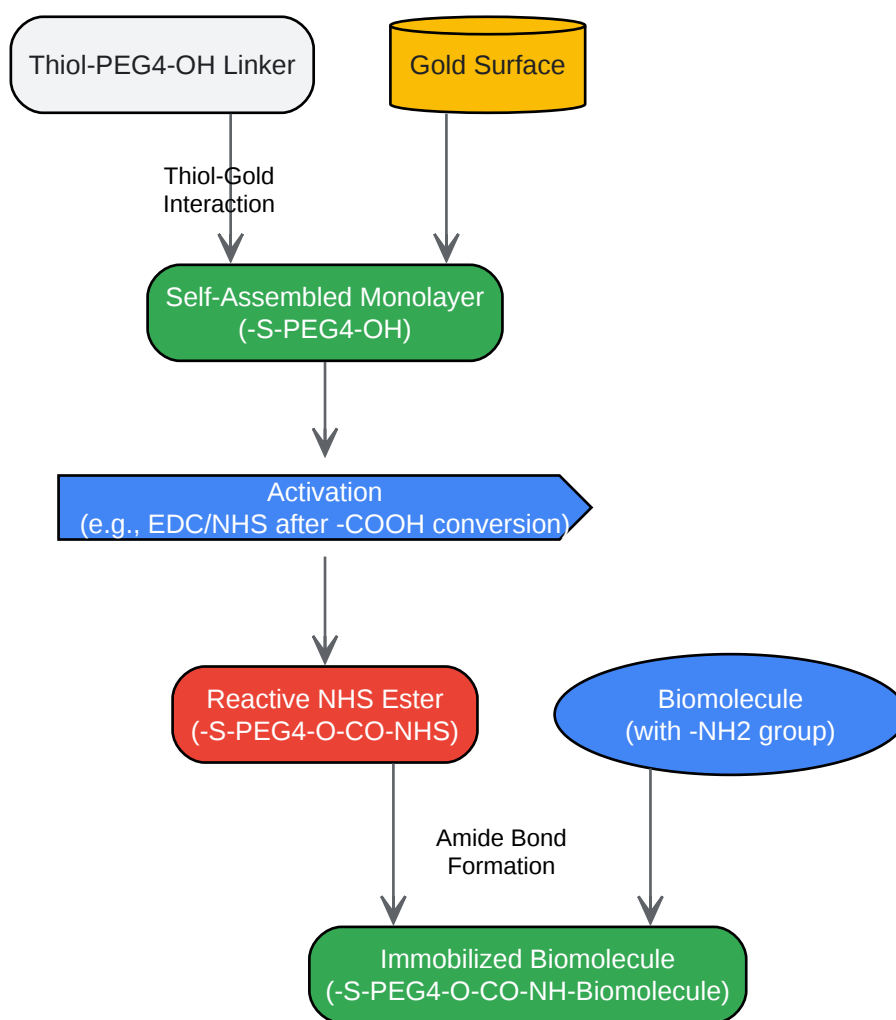 Thiol-PEG4-OH Linker
Gold Surface
Thiol-Gold
Interaction
Self-Assembled Monolayer
(-S-PEG4-OH)
Activation
(e.g., EDC/NHS after -COOH conversion)
Reactive NHS Ester
(-S-PEG4-O-CO-NHS)
Biomolecule
(with -NH2 group)
Amide Bond
Formation
Immobilized Biomolecule
(-S-PEG4-O-CO-NH-Biomolecule)